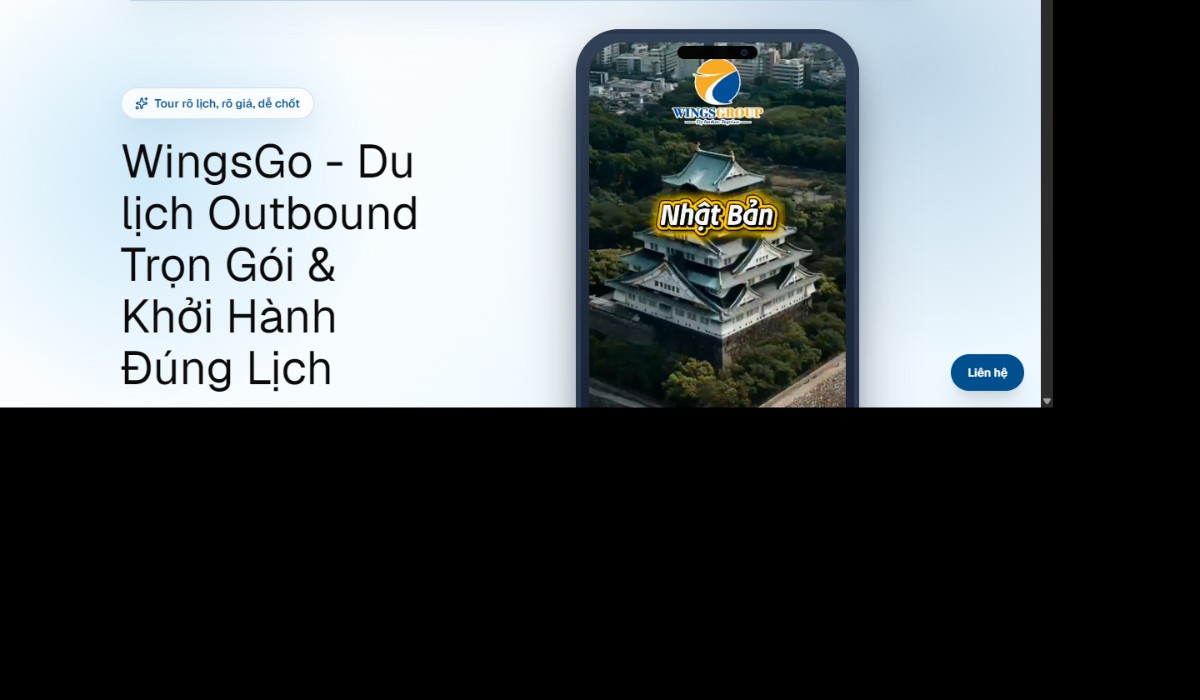 Tour rõ lịch, rõ giá, dễ chốt
WingsGo - Du
lịch Outbound
Trọn Gói &
Khởi Hành
Đúng Lịch
WINGSGROUP
Nhật Bản
Liên hệ